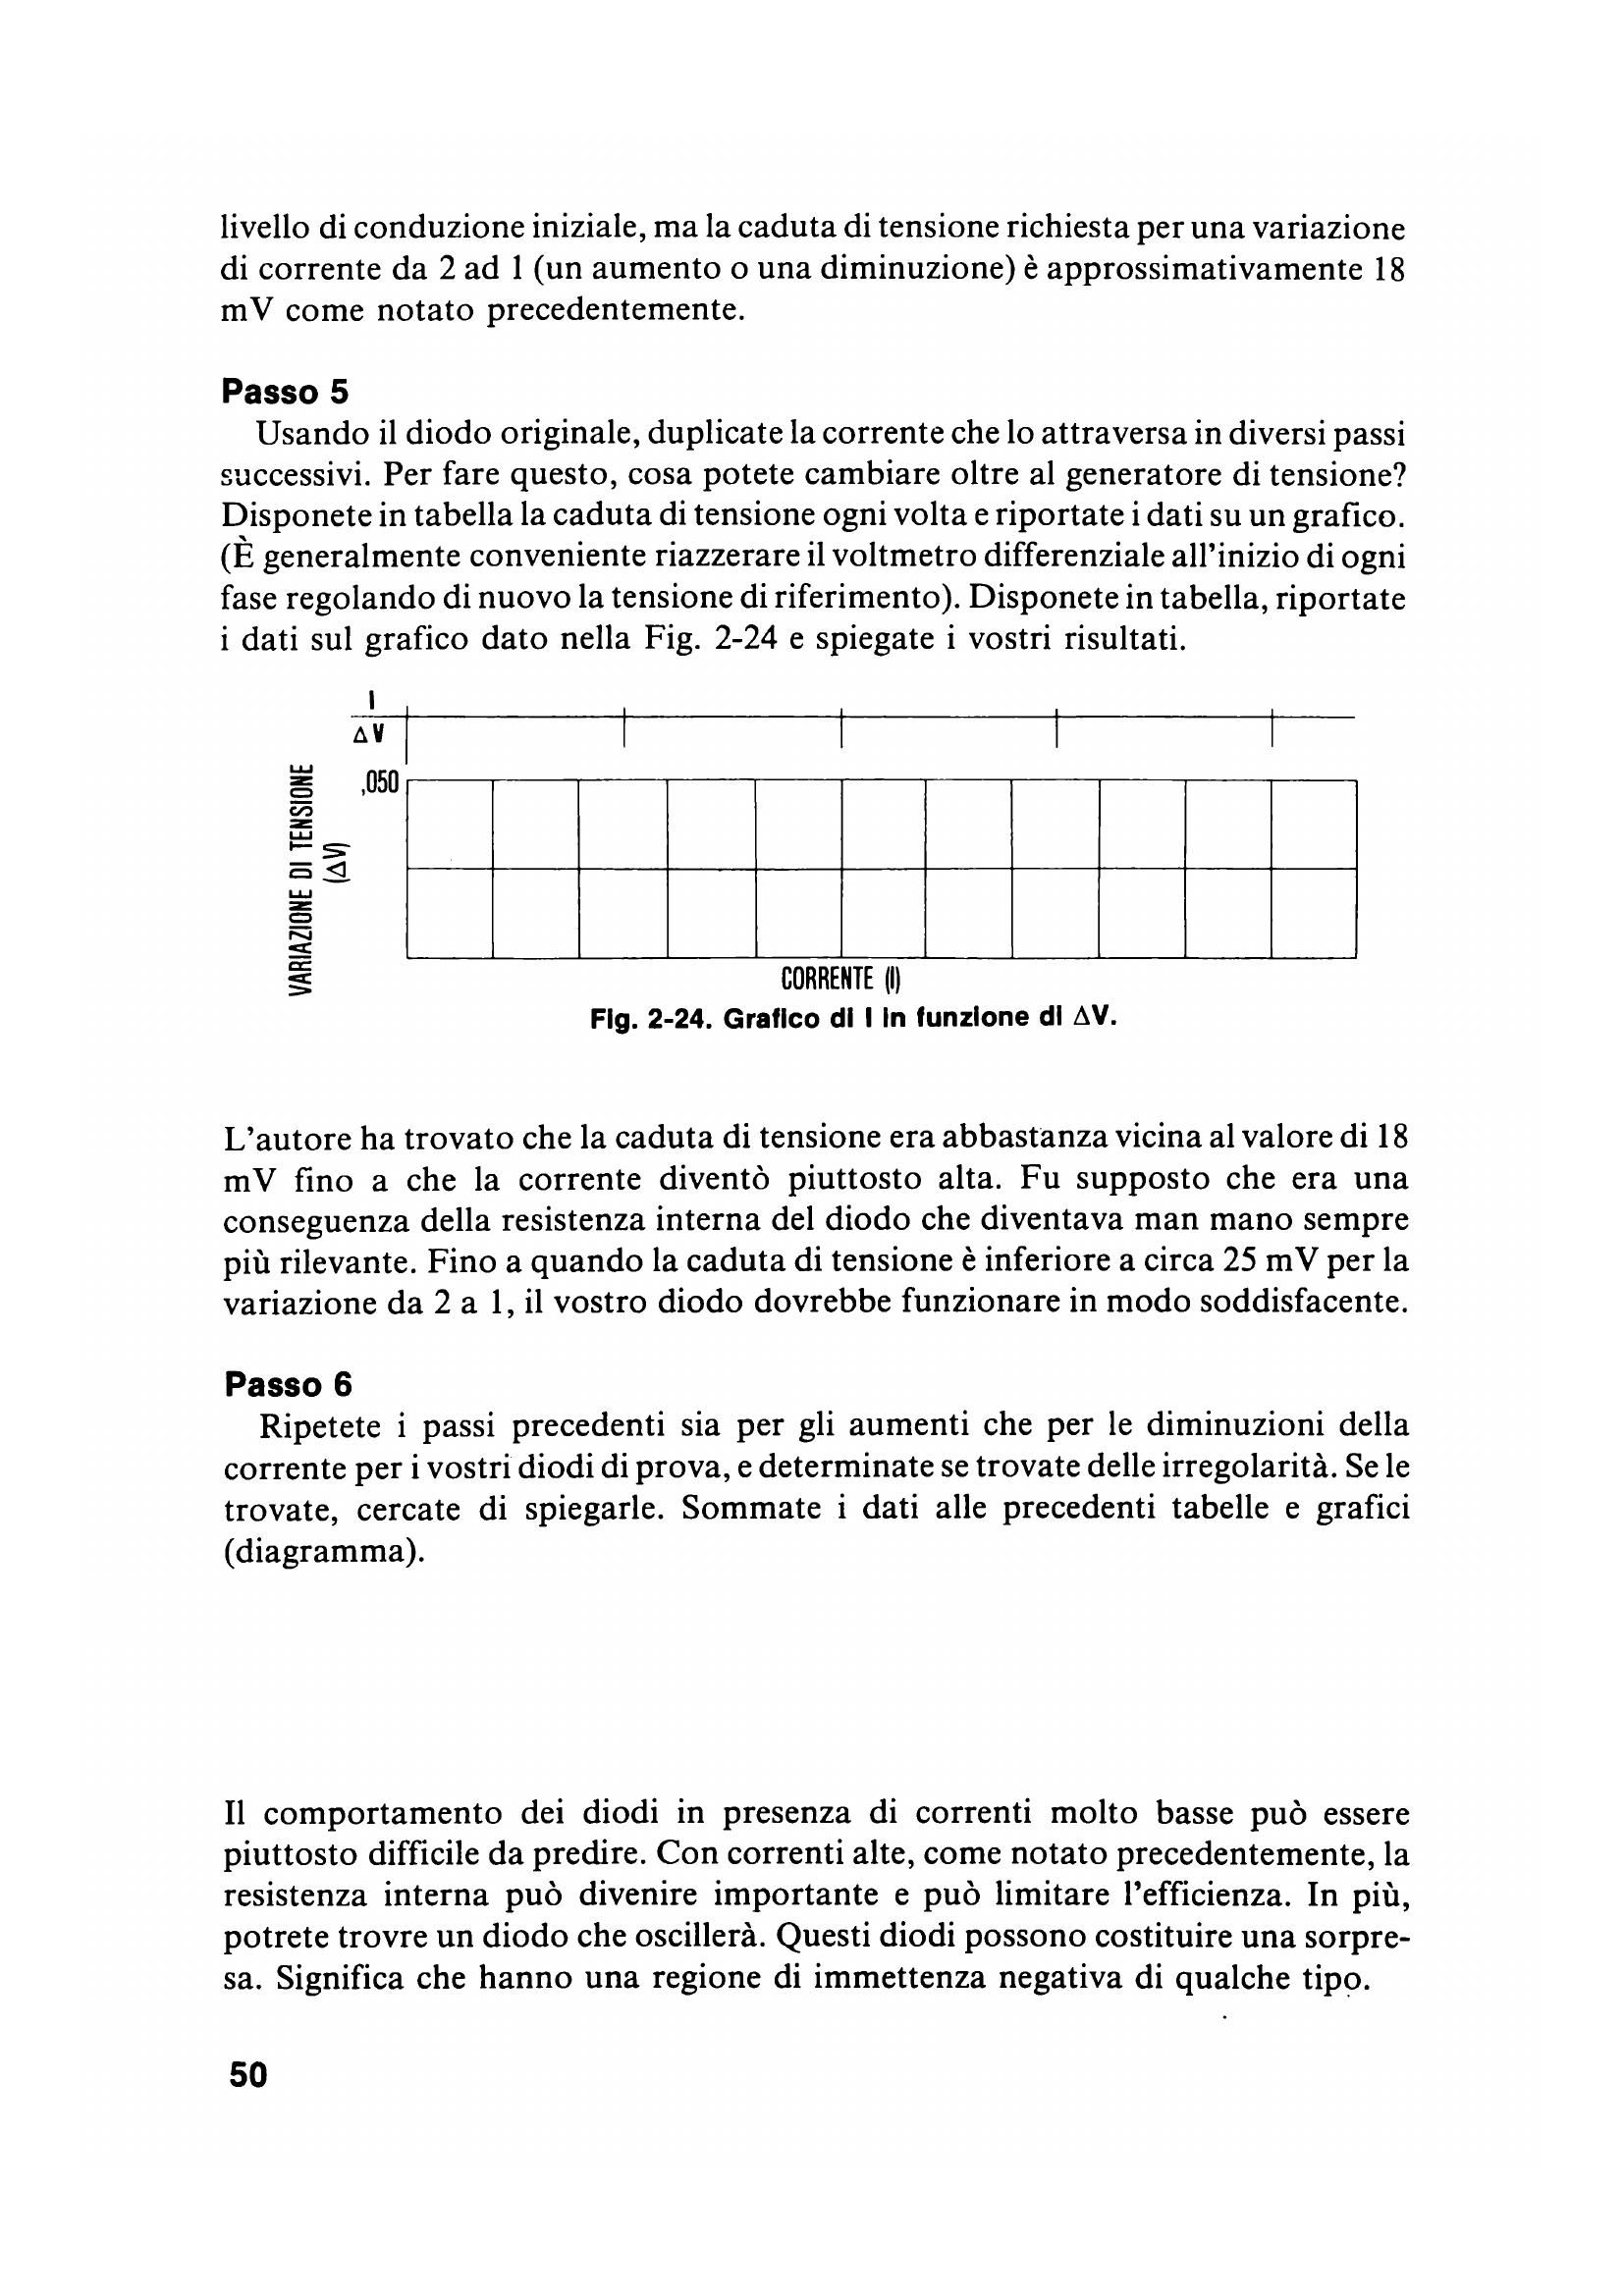 livello di conduzione iniziale, ma la caduta di tensione richiesta per una variazione
di corrente da 2 ad 1 (un aumento o una diminuzione) è approssimativamente 18
mV come notato precedentemente.
Passo 5
Usando il diodo originale, duplicate la corrente che lo attraversa in diversi passi
successivi. Per fare questo, cosa potete cambiare oltre al generatore di tensione?
Disponete in tabella la caduta di tensione ogni volta e riportate i dati su un grafico.
(È generalmente conveniente riazzerare il voltmetro differenziale all'inizio di ogni
fase regolando di nuovo la tensione di riferimento). Disponete in tabella, riportate
i dati sul grafico dato nella Fig. 2-24 e spiegate i vostri risultati.
I
ΔV
,050
VARIAZIONE DI TENSIONE
(ΔV)
CORRENTE (I)
Fig. 2-24. Grafico di I in funzione di ΔV.
L'autore ha trovato che la caduta di tensione era abbastanza vicina al valore di 18
mV fino a che la corrente diventò piuttosto alta. Fu supposto che era una
conseguenza della resistenza interna del diodo che diventava man mano sempre
più rilevante. Fino a quando la caduta di tensione è inferiore a circa 25 mV per la
variazione da 2 a 1, il vostro diodo dovrebbe funzionare in modo soddisfacente.
Passo 6
Ripetete i passi precedenti sia per gli aumenti che per le diminuzioni della
corrente per i vostri diodi di prova, e determinate se trovate delle irregolarità. Se le
trovate, cercate di spiegarle. Sommate i dati alle precedenti tabelle e grafici
(diagramma).
Il comportamento dei diodi in presenza di correnti molto basse può essere
piuttosto difficile da predire. Con correnti alte, come notato precedentemente, la
resistenza interna può divenire importante e può limitare l'efficienza. In più,
potrete trovre un diodo che oscillerà. Questi diodi possono costituire una sorpre-
sa. Significa che hanno una regione di immettenza negativa di qualche tipo.
50